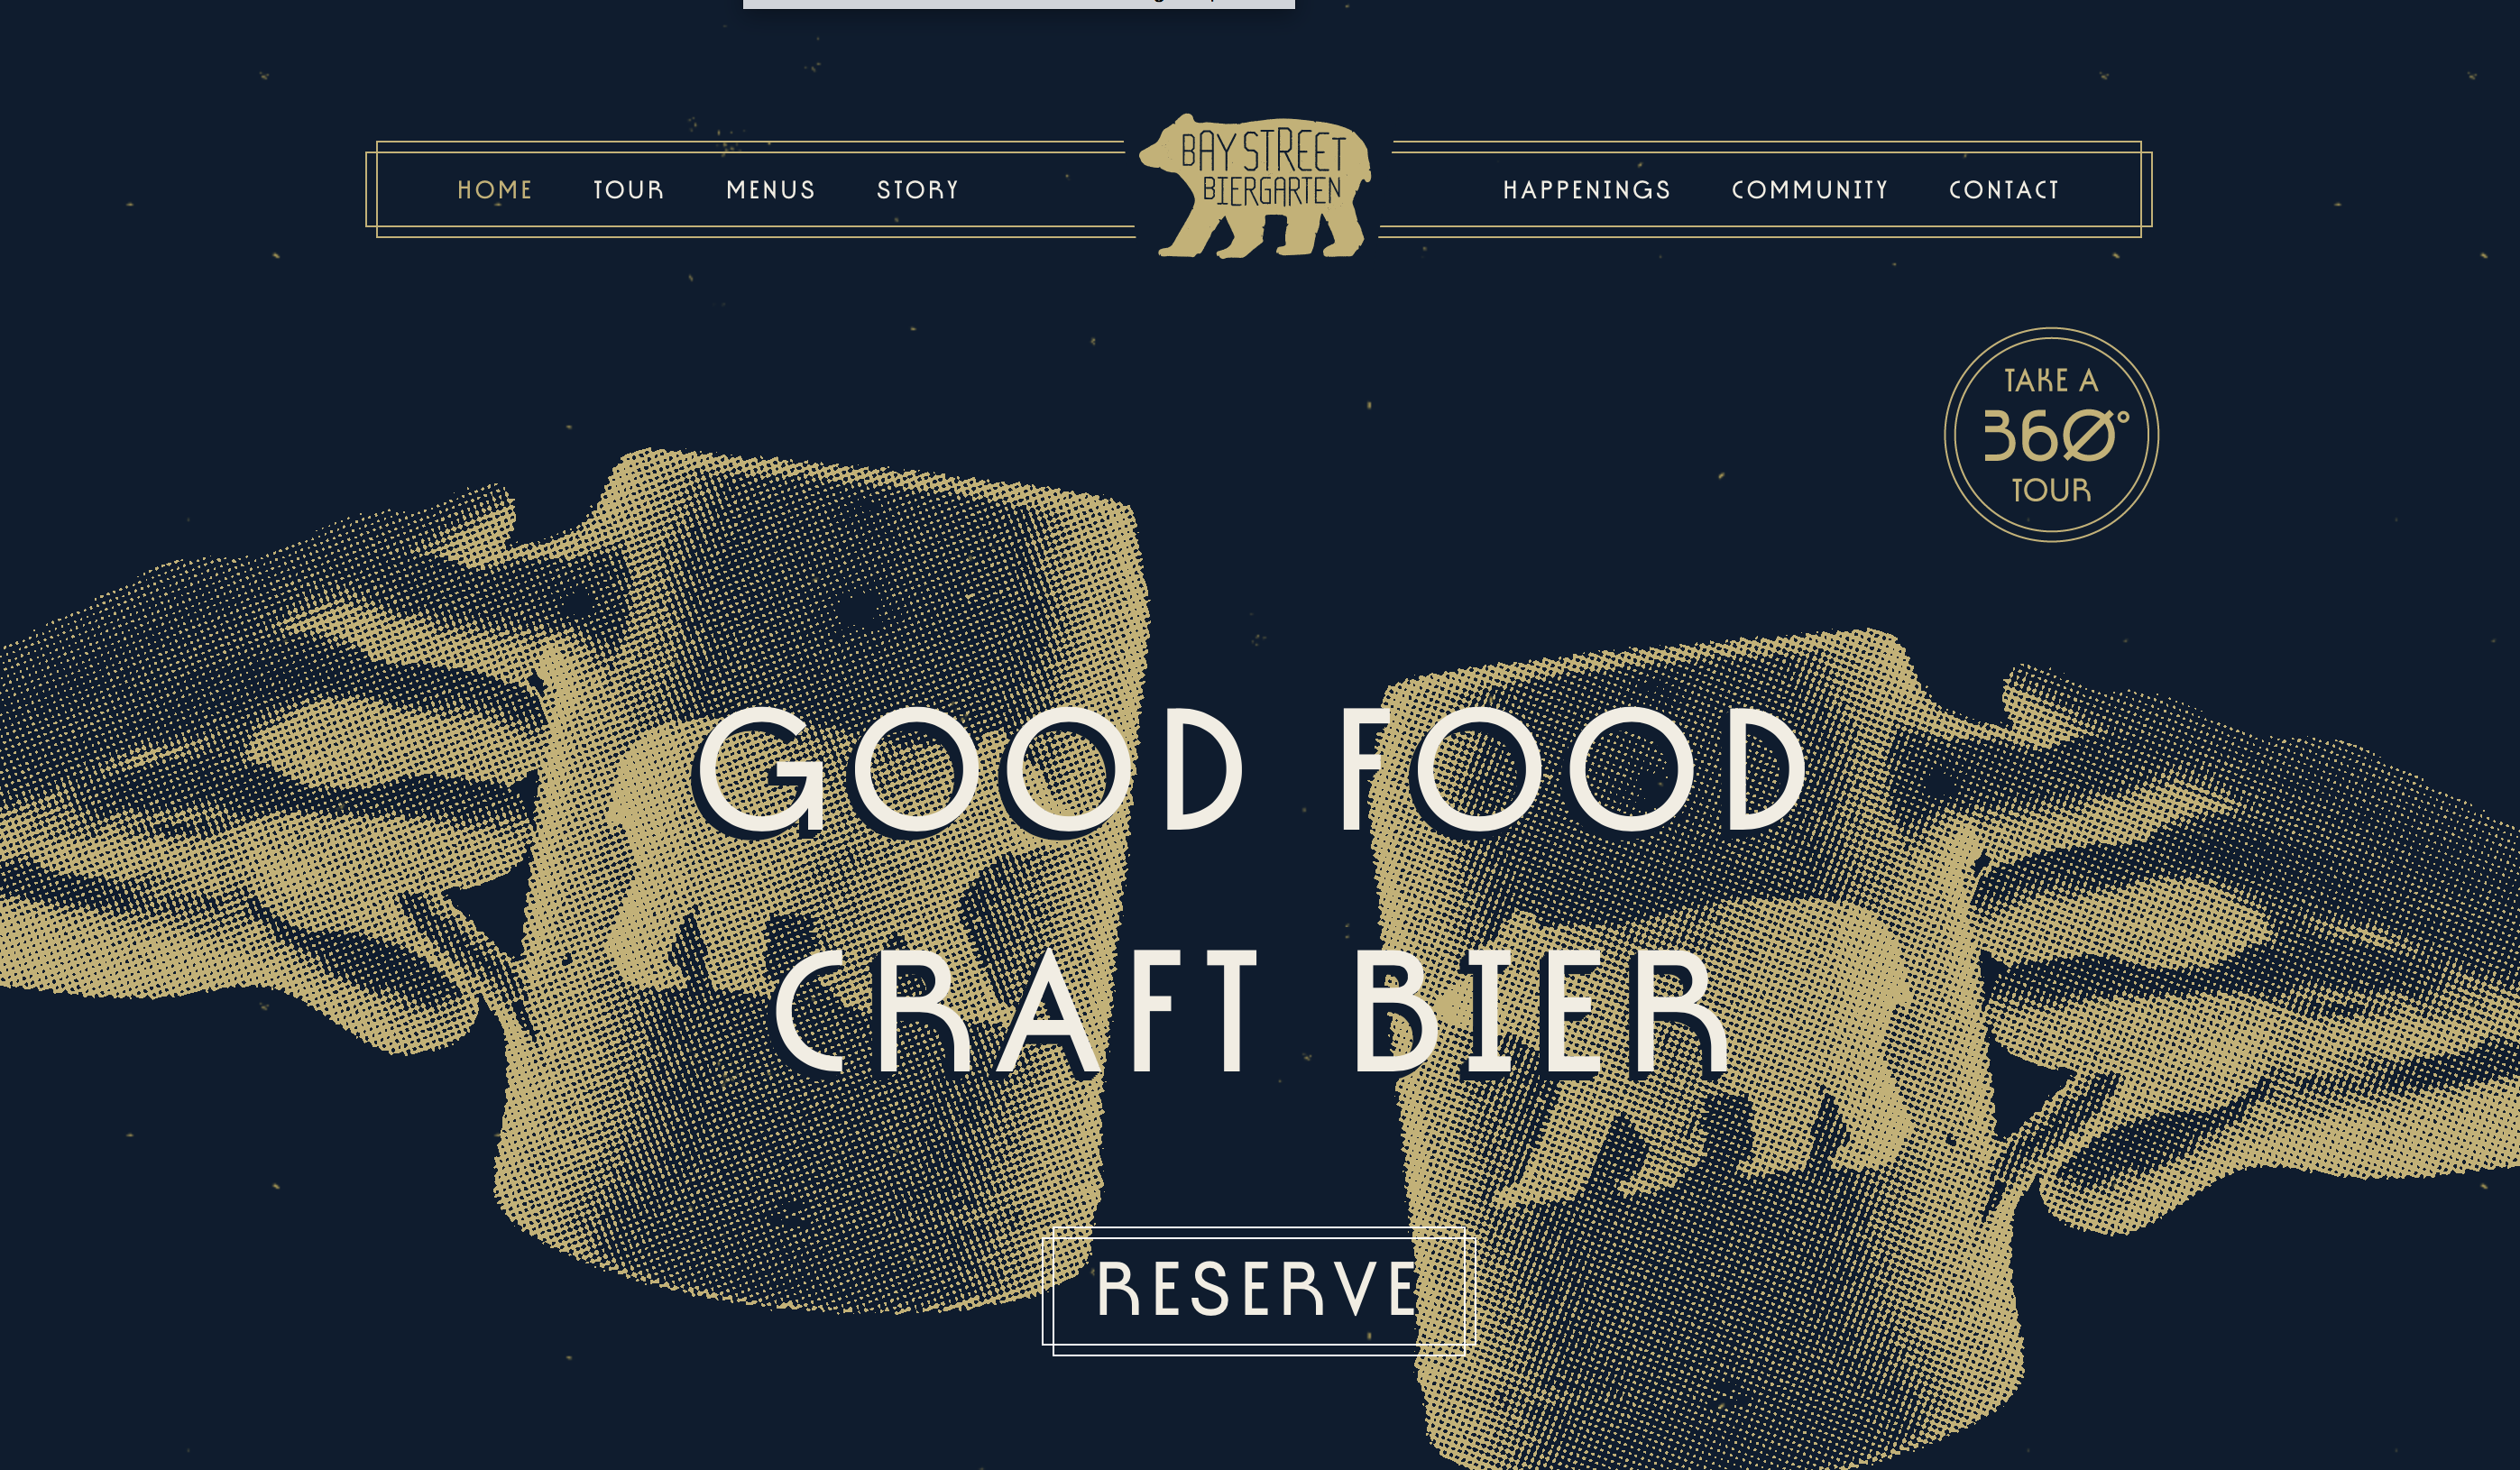 HOME
TOUR
MENUS
STORY
BAY STREET
BIERGARTEN
HAPPENINGS
COMMUNITY
CONTACT
TAKE A
360°
TOUR
GOOD FOOD
CRAFT BIER
RESERVE